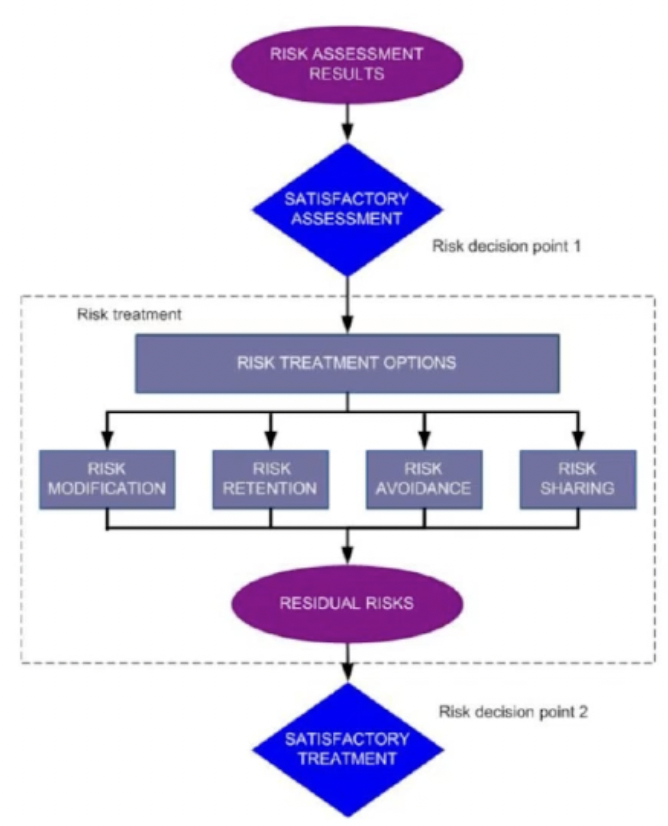 RISK ASSESSMENT
RESULTS
SATISFACTORY
ASSESSMENT
Risk decision point 1
Risk treatment
RISK TREATMENT OPTIONS
RISK
MODIFICATION
RISK
RETENTION
RISK
AVOIDANCE
RISK
SHARING
RESIDUAL RISKS
Risk decision point 2
SATISFACTORY
TREATMENT